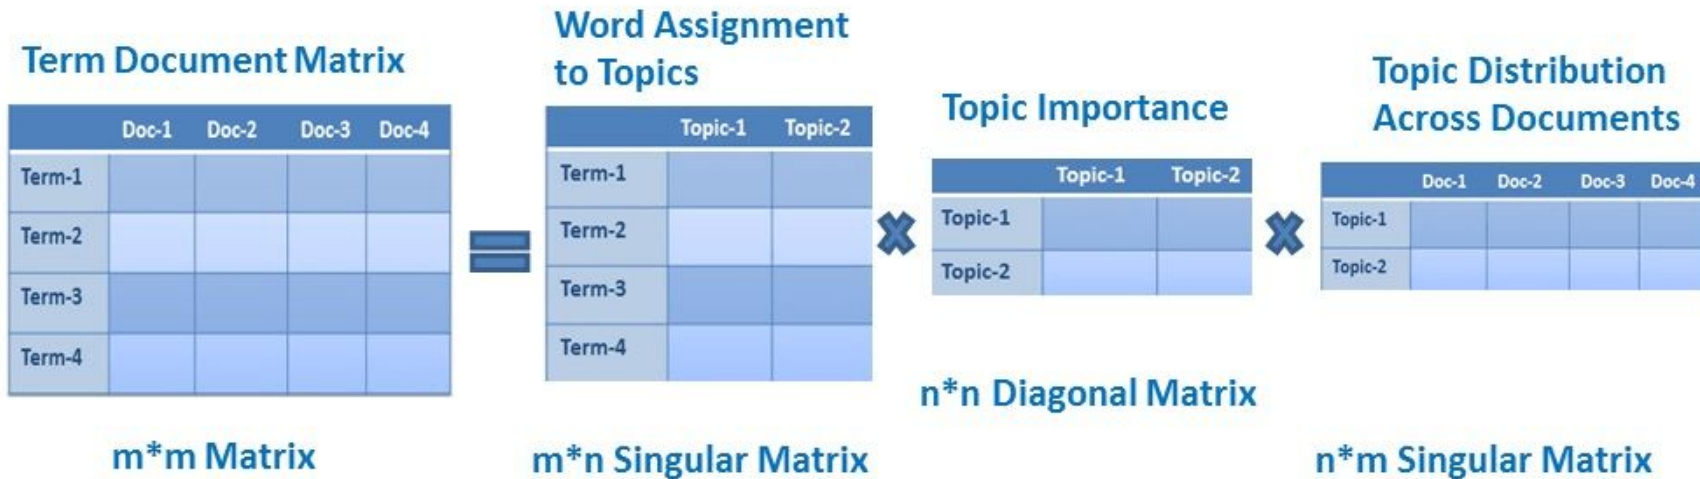 Term Document Matrix
Doc-1 Doc-2 Doc-3 Doc-4
Term-1
Term-2
Term-3
Term-4
m*m Matrix
Word Assignment
to Topics
Topic-1 Topic-2
Term-1
Term-2
Term-3
Term-4
m*n Singular Matrix
Topic Importance
Topic-1 Topic-2
Topic-1
Topic-2
n*n Diagonal Matrix
Topic Distribution
Across Documents
Doc-1 Doc-2 Doc-3 Doc-4
Topic-1
Topic-2
n*m Singular Matrix